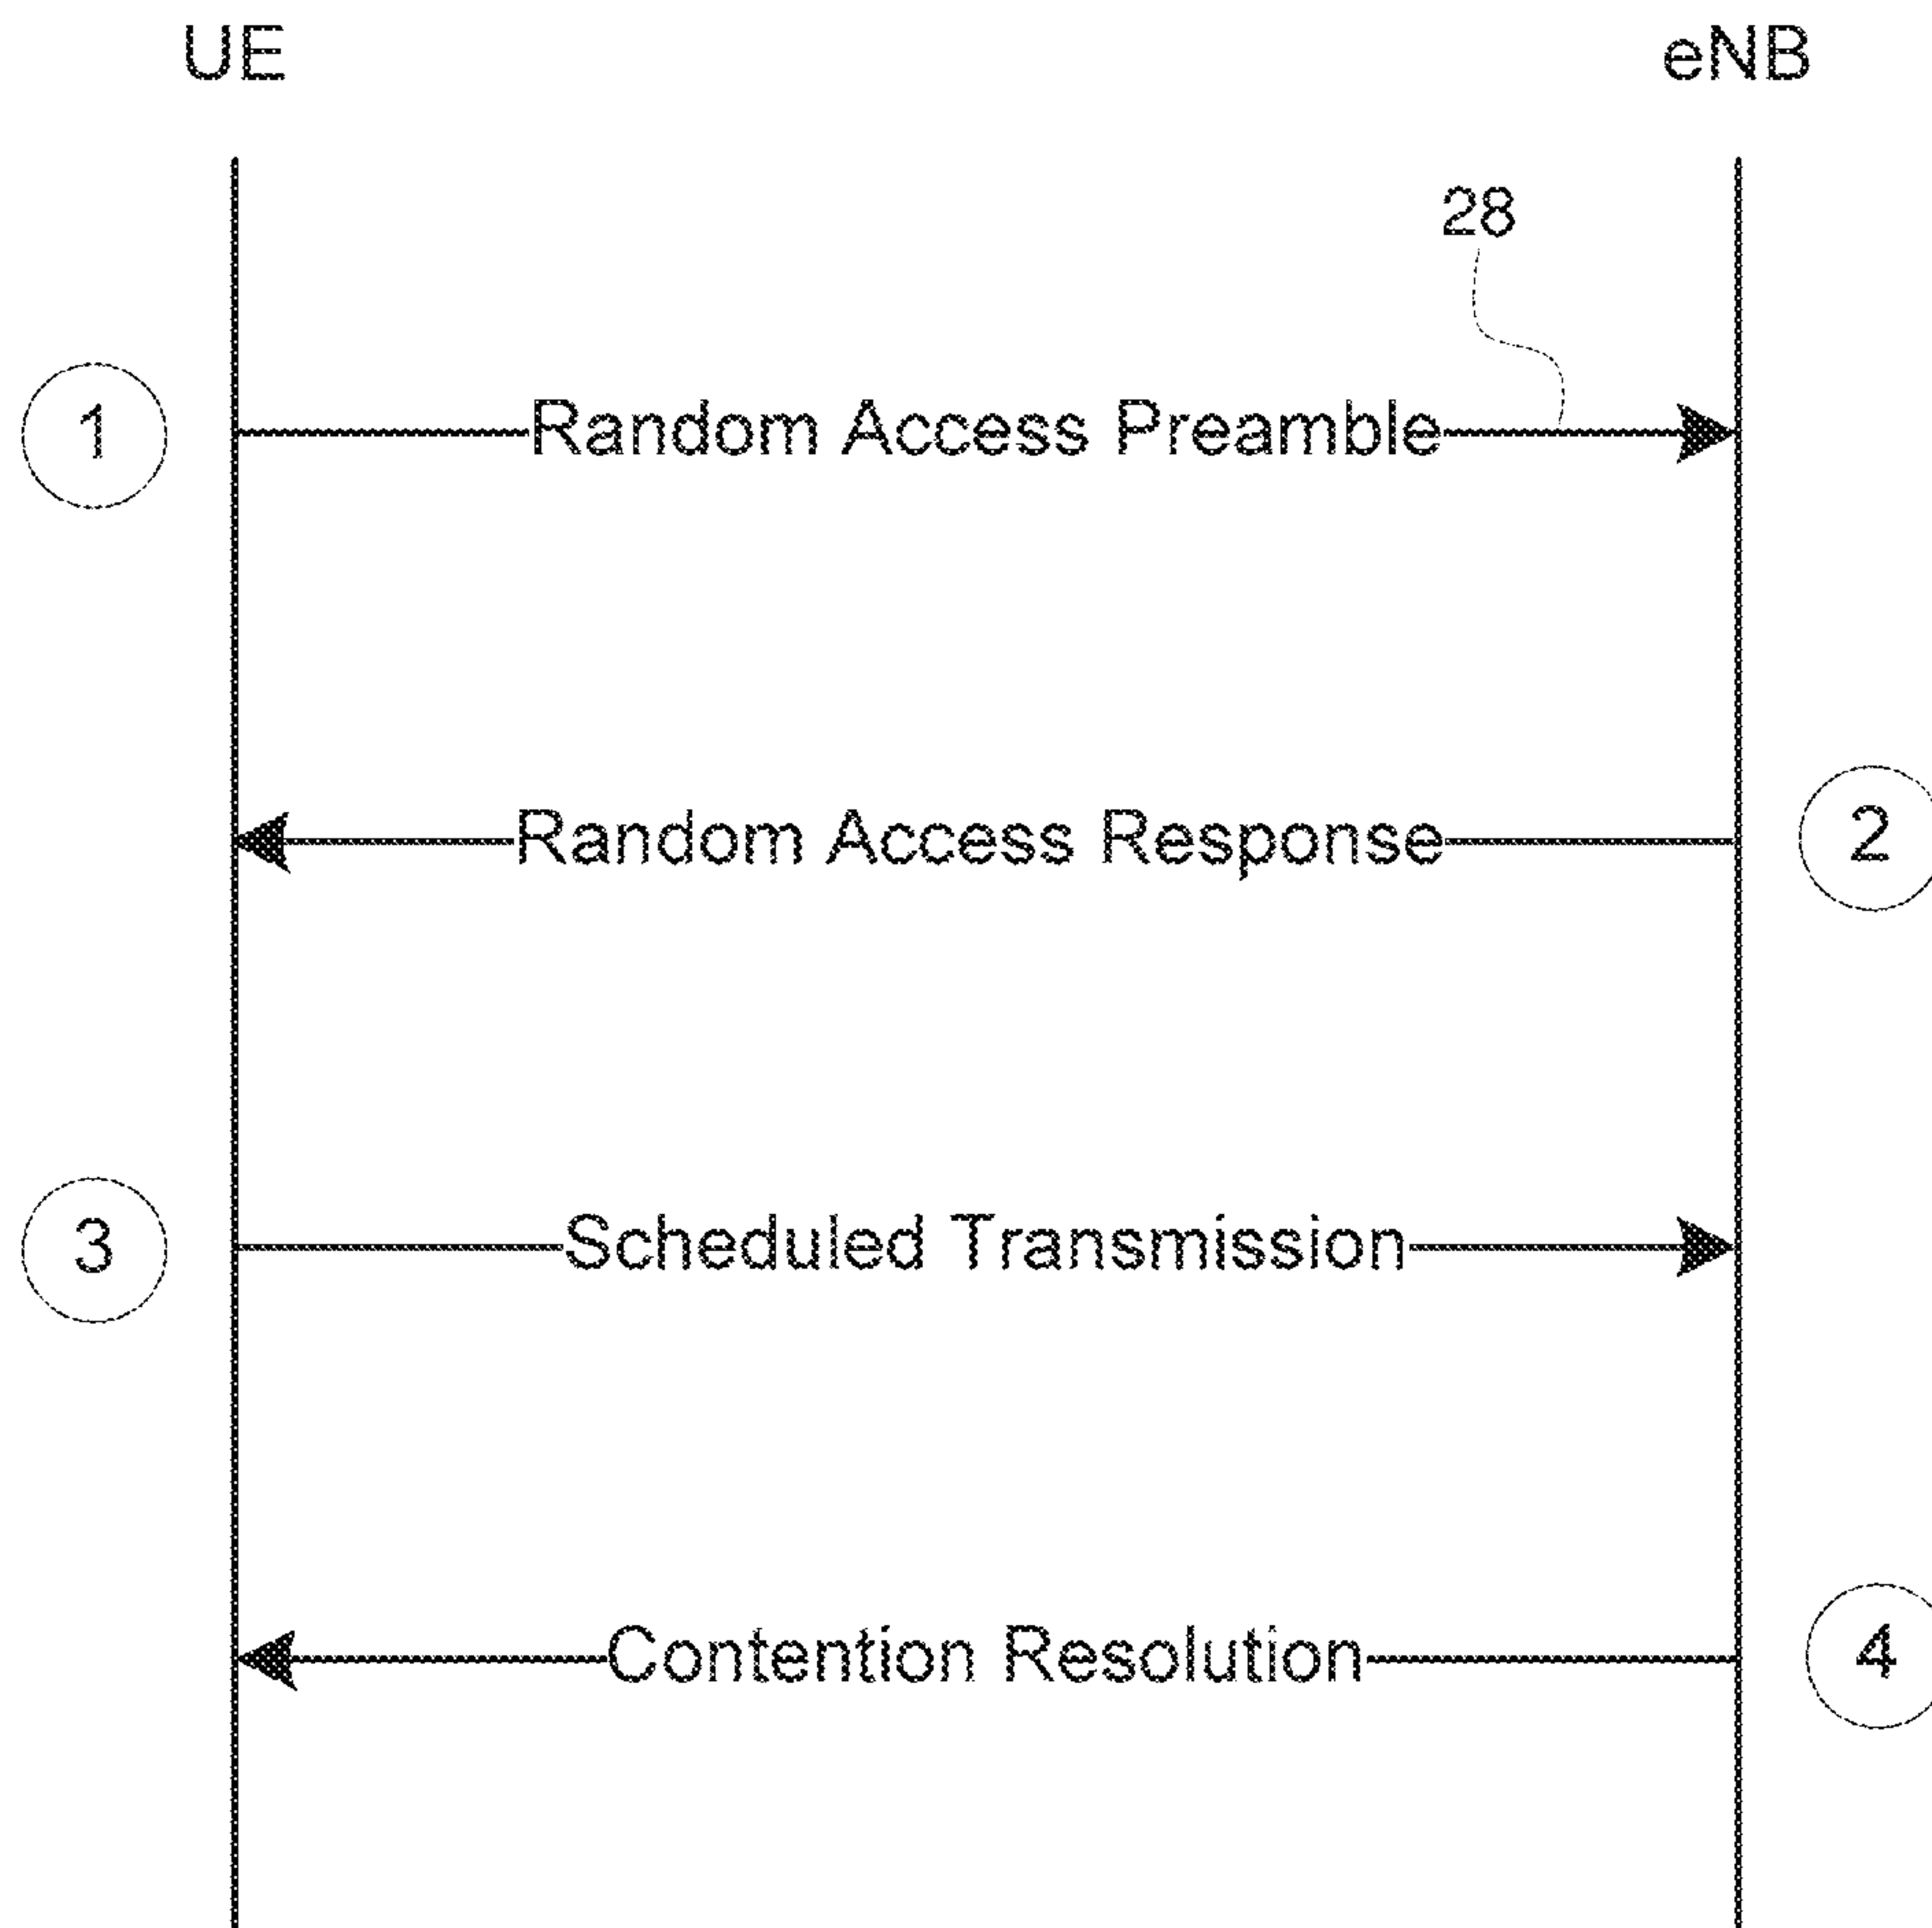 UE eNB
28
1 Random Access Preamble
Random Access Response 2
3 Scheduled Transmission
Contention Resolution 4